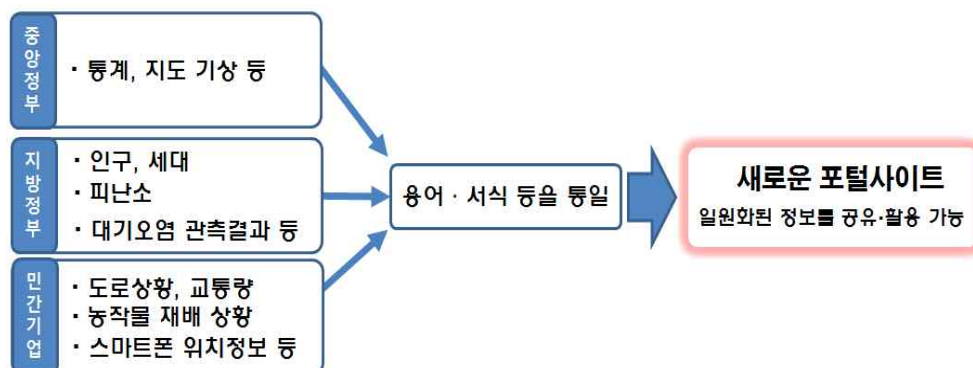 중앙정부
· 통계, 지도 기상 등
지방정부
· 인구, 세대
· 피난소
· 대기오염 관측결과 등
민간기업
· 도로상황, 교통량
· 농작물 재배 상황
· 스마트폰 위치정보 등
용어 · 서식 등을 통일
새로운 포털사이트
일원화된 정보를 공유·활용 가능